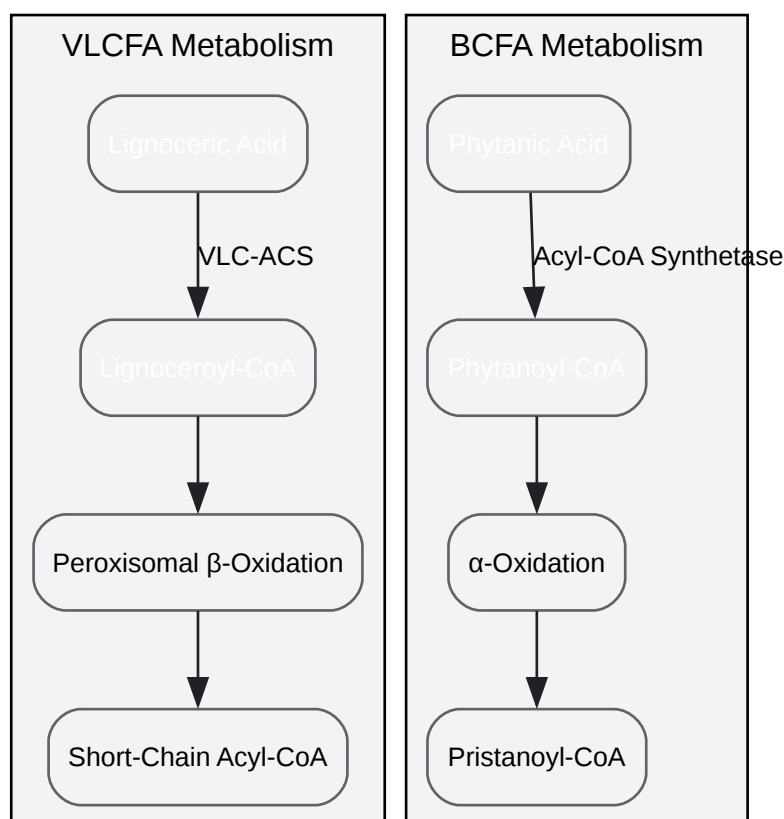 VLCFA Metabolism
Lignoceric Acid
VLC-ACS
Lignoceroyl-CoA
Peroxisomal β-Oxidation
Short-Chain Acyl-CoA
BCFA Metabolism
Phytanic Acid
Acyl-CoA Synthetase
Phytanoyl-CoA
α-Oxidation
Pristanoyl-CoA